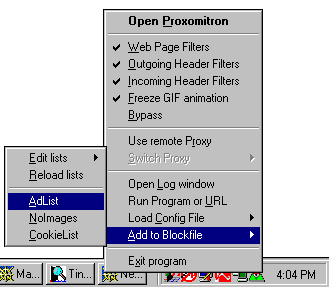 Open Proxomitron
Web Page Filters
Outgoing Header Filters
Incoming Header Filters
Freeze GIF animation
Bypass
Use remote Proxy
Switch Proxy
Open Log window
Run Program or URL
Load Config File
Add to Blockfile
Exit program
Edit lists
Reload lists
AdList
NoImages
CookieList
Ma...
Tin...
Ne...
4:04 PM